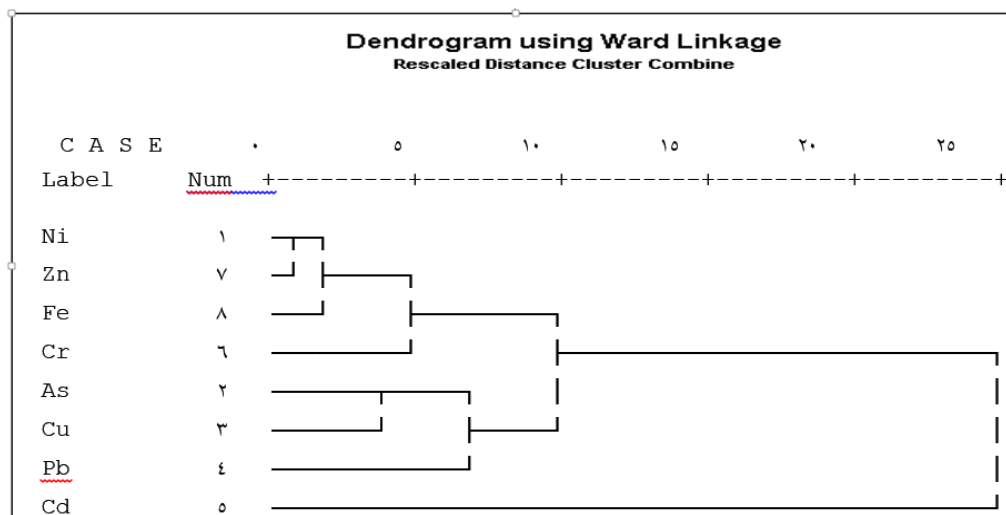 Dendrogram using Ward Linkage
Rescaled Distance Cluster Combine
C A S E ٠ ٥ ١٠ ١٥ ٢٠ ٢٥
Label Num +---------+---------+---------+---------+---------+
Ni ١
Zn ٧
Fe ٨
Cr ٦
As ٢
Cu ٣
Pb ٤
Cd ٥